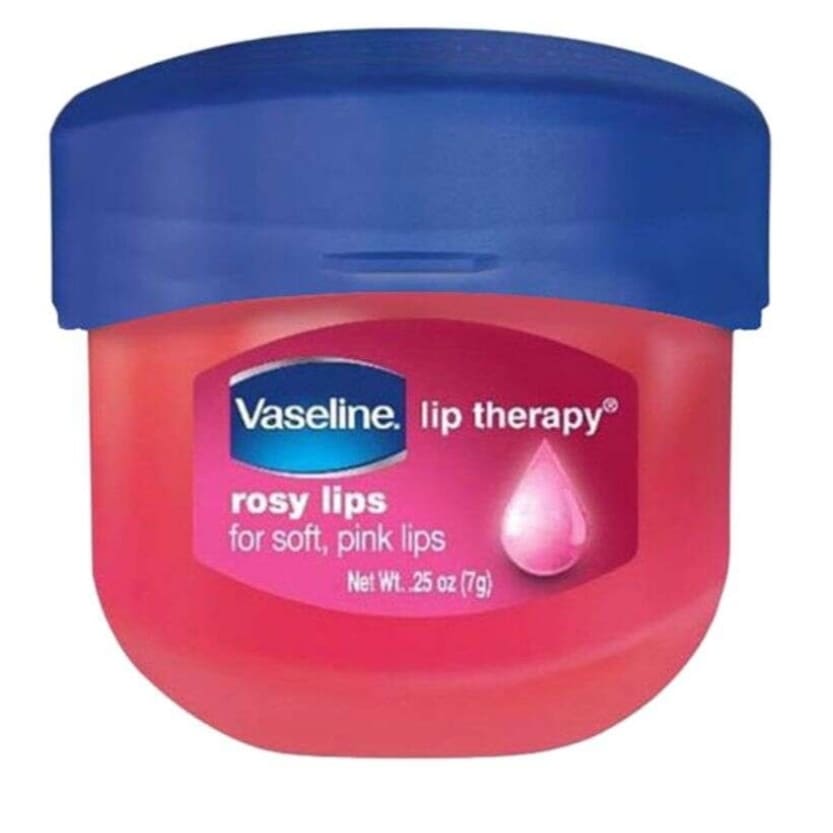 Vaseline. lip therapy®
rosy lips
for soft, pink lips
Net Wt. .25 oz (7g)